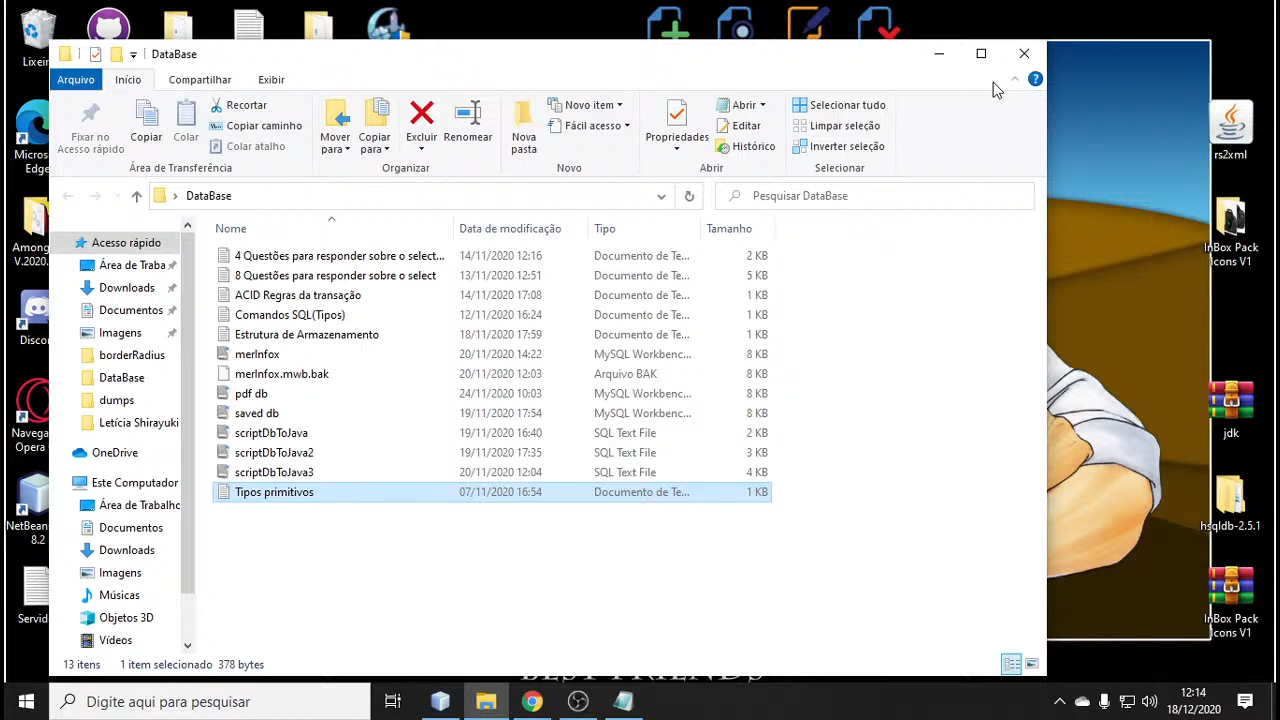 DataBase
Arquivo Início Compartilhar Exibir
Fixar no Acesso rápido
Copiar
Colar
Recortar
Copiar caminho
Colar atalho
Área de Transferência
Mover para
Copiar para
Excluir
Renomear
Organizar
Nova pasta
Novo item
Fácil acesso
Novo
Propriedades
Abrir
Editar
Histórico
Abrir
Selecionar tudo
Limpar seleção
Inverter seleção
Selecionar
DataBase
Pesquisar DataBase
Nome Data de modificação Tipo Tamanho
4 Questões para responder sobre o select... 14/11/2020 12:16 Documento de Te... 2 KB
8 Questões para responder sobre o select 13/11/2020 12:51 Documento de Te... 5 KB
ACID Regras da transação 14/11/2020 17:08 Documento de Te... 1 KB
Comandos SQL(Tipos) 12/11/2020 16:24 Documento de Te... 1 KB
Estrutura de Armazenamento 18/11/2020 17:59 Documento de Te... 1 KB
merInfox 20/11/2020 14:22 MySQL Workbenc... 8 KB
merInfox.mwb.bak 20/11/2020 12:03 Arquivo BAK 8 KB
pdf db 24/11/2020 10:03 MySQL Workbenc... 8 KB
saved db 19/11/2020 17:54 MySQL Workbenc... 8 KB
scriptDbToJava 19/11/2020 16:40 SQL Text File 2 KB
scriptDbToJava2 19/11/2020 17:35 SQL Text File 3 KB
scriptDbToJava3 20/11/2020 12:04 SQL Text File 4 KB
Tipos primitivos 07/11/2020 16:54 Documento de Te... 1 KB
Acesso rápido
Área de Traba
Downloads
Documentos
Imagens
borderRadius
DataBase
dumps
Letícia Shirayuki
OneDrive
Este Computador
Área de Trabalho
Documentos
Downloads
Imagens
Músicas
Objetos 3D
Vídeos
13 itens 1 item selecionado 378 bytes
Lixeir
Micros
Edge
Among
V.2020.
Discor
Navega
Opera
NetBean
8.2
Servid
rs2xml
InBox Pack
Icons V1
jdk
hsqldb-2.5.1
InBox Pack
Icons V1
BEST FRIENDS
Digite aqui para pesquisar
12:14
18/12/2020